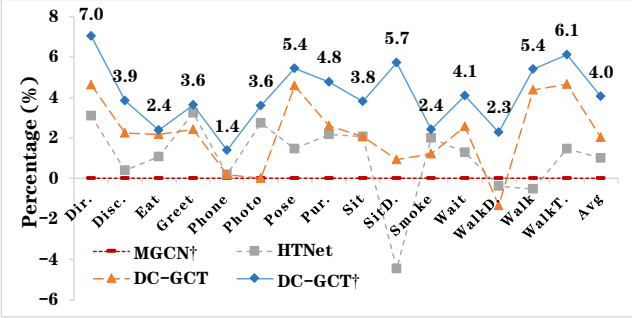 Percentage (%)
8
6
4
2
0
−2
−4
−6
7.0
3.9
2.4
3.6
1.4
3.6
5.4
4.8
3.8
5.7
2.4
4.1
2.3
5.4
6.1
4.0
Dir.
Disc.
Eat
Greet
Phone
Photo
Pose
Pur.
Sit
SitD.
Smoke
Wait
WalkD.
Walk
WalkT.
Avg
MGCN†
HTNet
DC−GCT
DC−GCT†